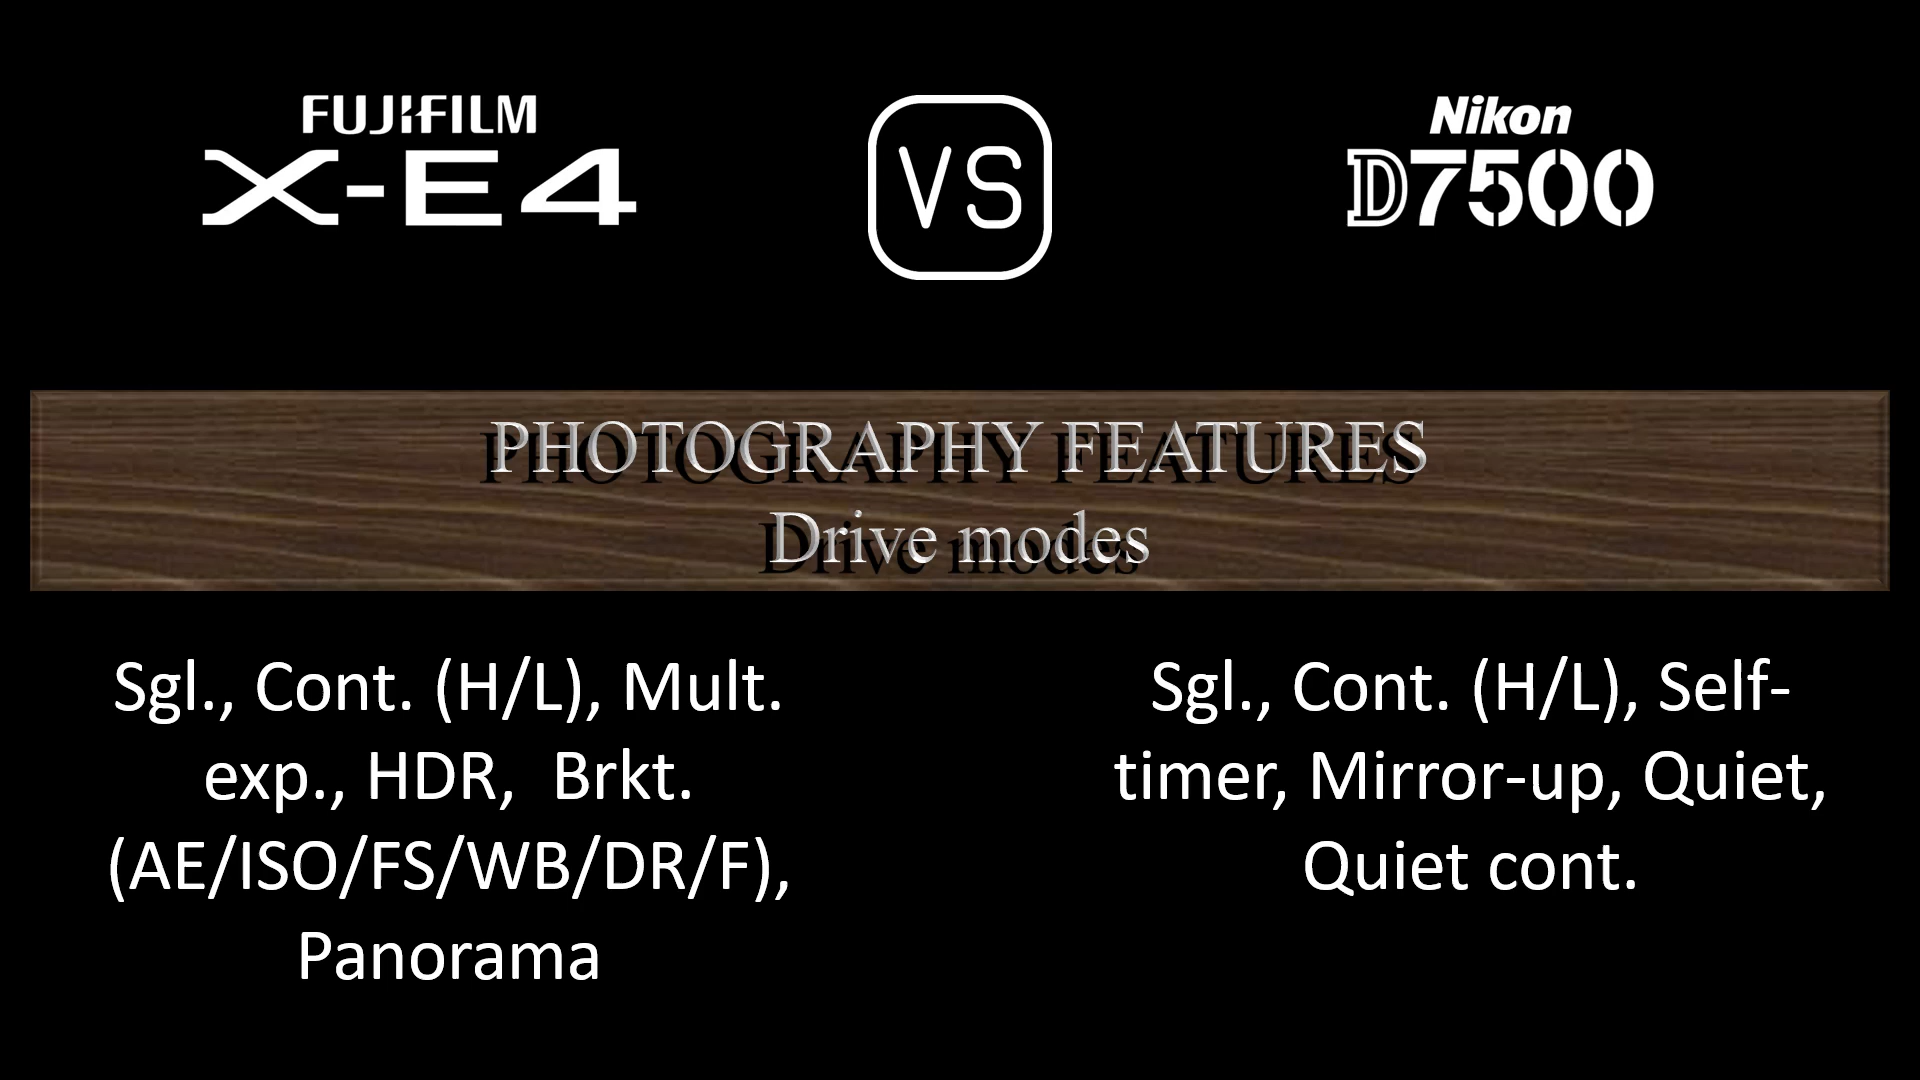 FUJIFILM
X-E4
VS
Nikon
D7500
PHOTOGRAPHY FEATURES
Drive modes
Sgl., Cont. (H/L), Mult.
exp., HDR,  Brkt.
(AE/ISO/FS/WB/DR/F),
Panorama
Sgl., Cont. (H/L), Self-
timer, Mirror-up, Quiet,
Quiet cont.